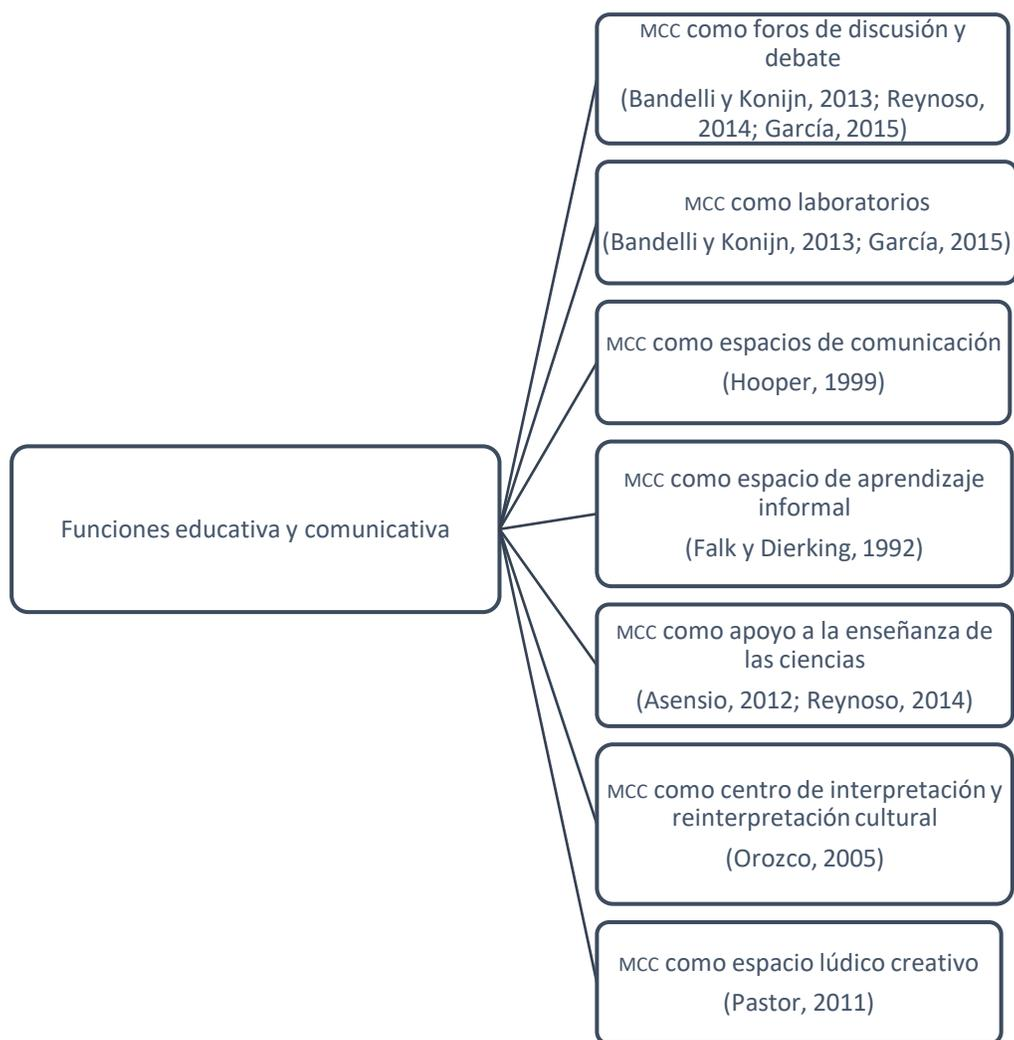 MCC como foros de discusión y
debate
(Bandelli y Konijn, 2013; Reynoso,
2014; García, 2015)
MCC como laboratorios
(Bandelli y Konijn, 2013; García, 2015)
MCC como espacios de comunicación
(Hooper, 1999)
MCC como espacio de aprendizaje
informal
(Falk y Dierking, 1992)
Funciones educativa y comunicativa
MCC como apoyo a la enseñanza de
las ciencias
(Asensio, 2012; Reynoso, 2014)
MCC como centro de interpretación y
reinterpretación cultural
(Orozco, 2005)
MCC como espacio lúdico creativo
(Pastor, 2011)